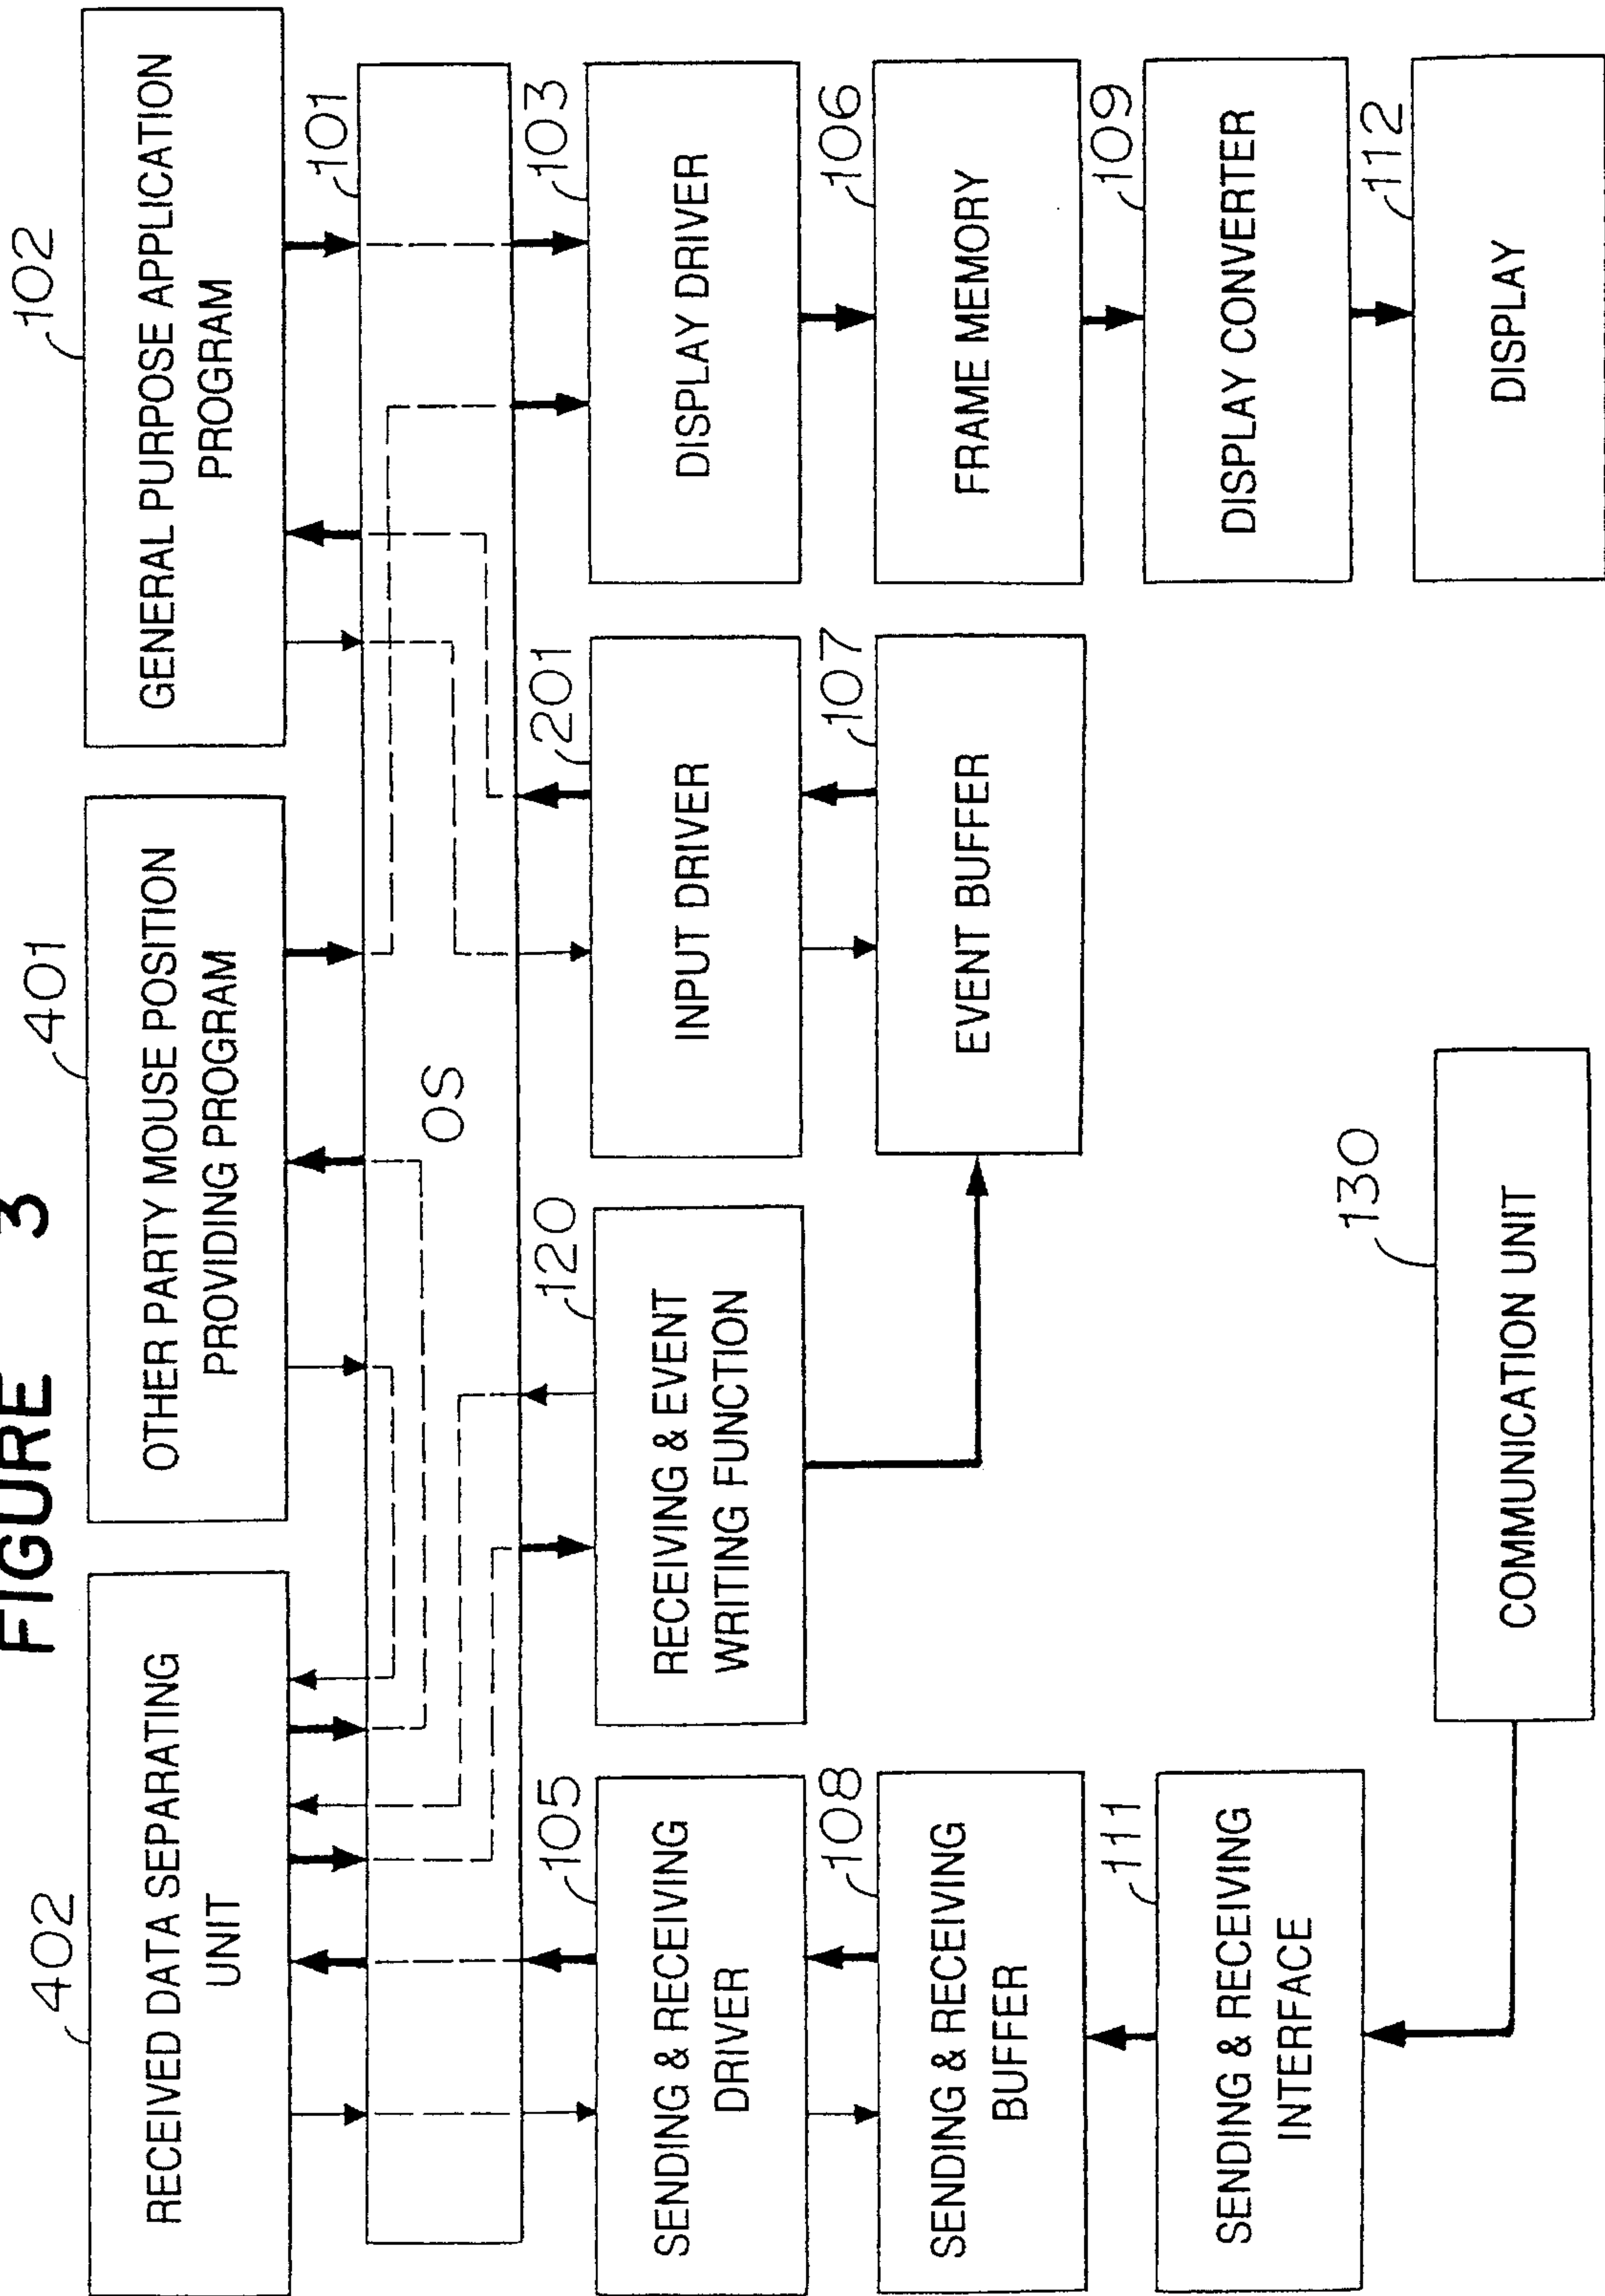 FIGURE 3
402
RECEIVED DATA SEPARATING
UNIT
401
OTHER PARTY MOUSE POSITION
PROVIDING PROGRAM
102
GENERAL PURPOSE APPLICATION
PROGRAM
101
OS
105
SENDING & RECEIVING
DRIVER
120
RECEIVING & EVENT
WRITING FUNCTION
201
INPUT DRIVER
103
DISPLAY DRIVER
108
SENDING & RECEIVING
BUFFER
107
EVENT BUFFER
106
FRAME MEMORY
111
SENDING & RECEIVING
INTERFACE
109
DISPLAY CONVERTER
130
COMMUNICATION UNIT
112
DISPLAY